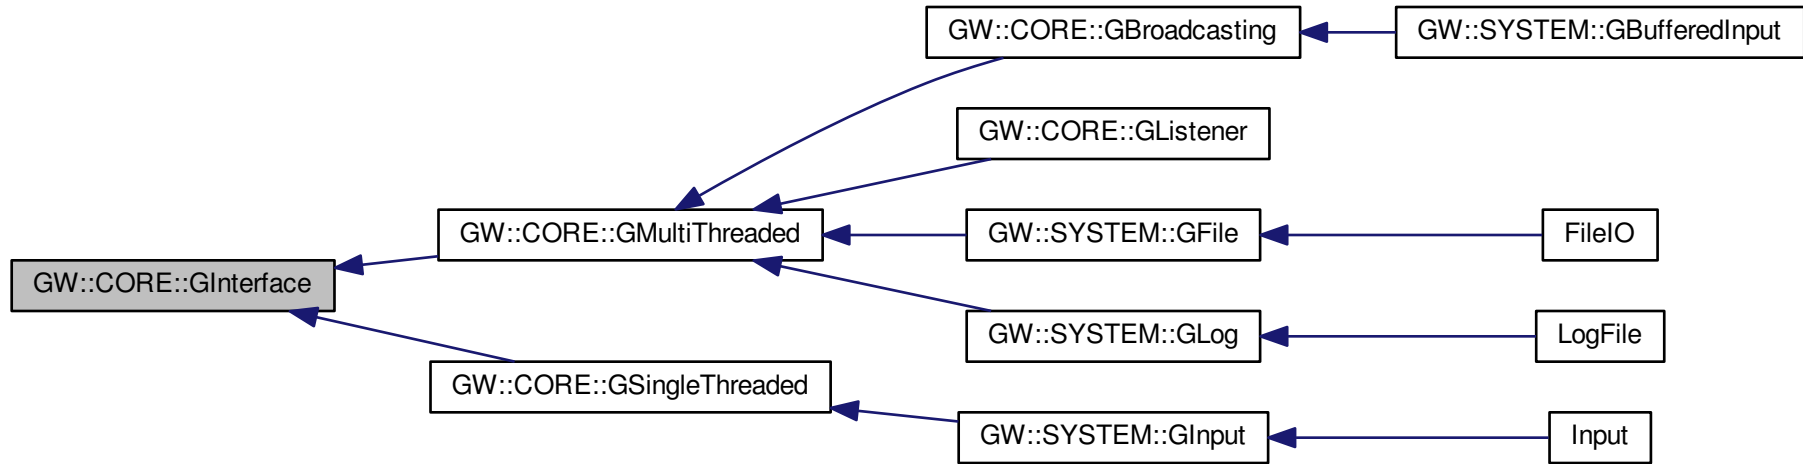 GW::CORE::GBroadcasting
GW::SYSTEM::GBufferedInput
GW::CORE::GListener
GW::CORE::GMultiThreaded
GW::SYSTEM::GFile
FileIO
GW::CORE::GInterface
GW::SYSTEM::GLog
LogFile
GW::CORE::GSingleThreaded
GW::SYSTEM::GInput
Input